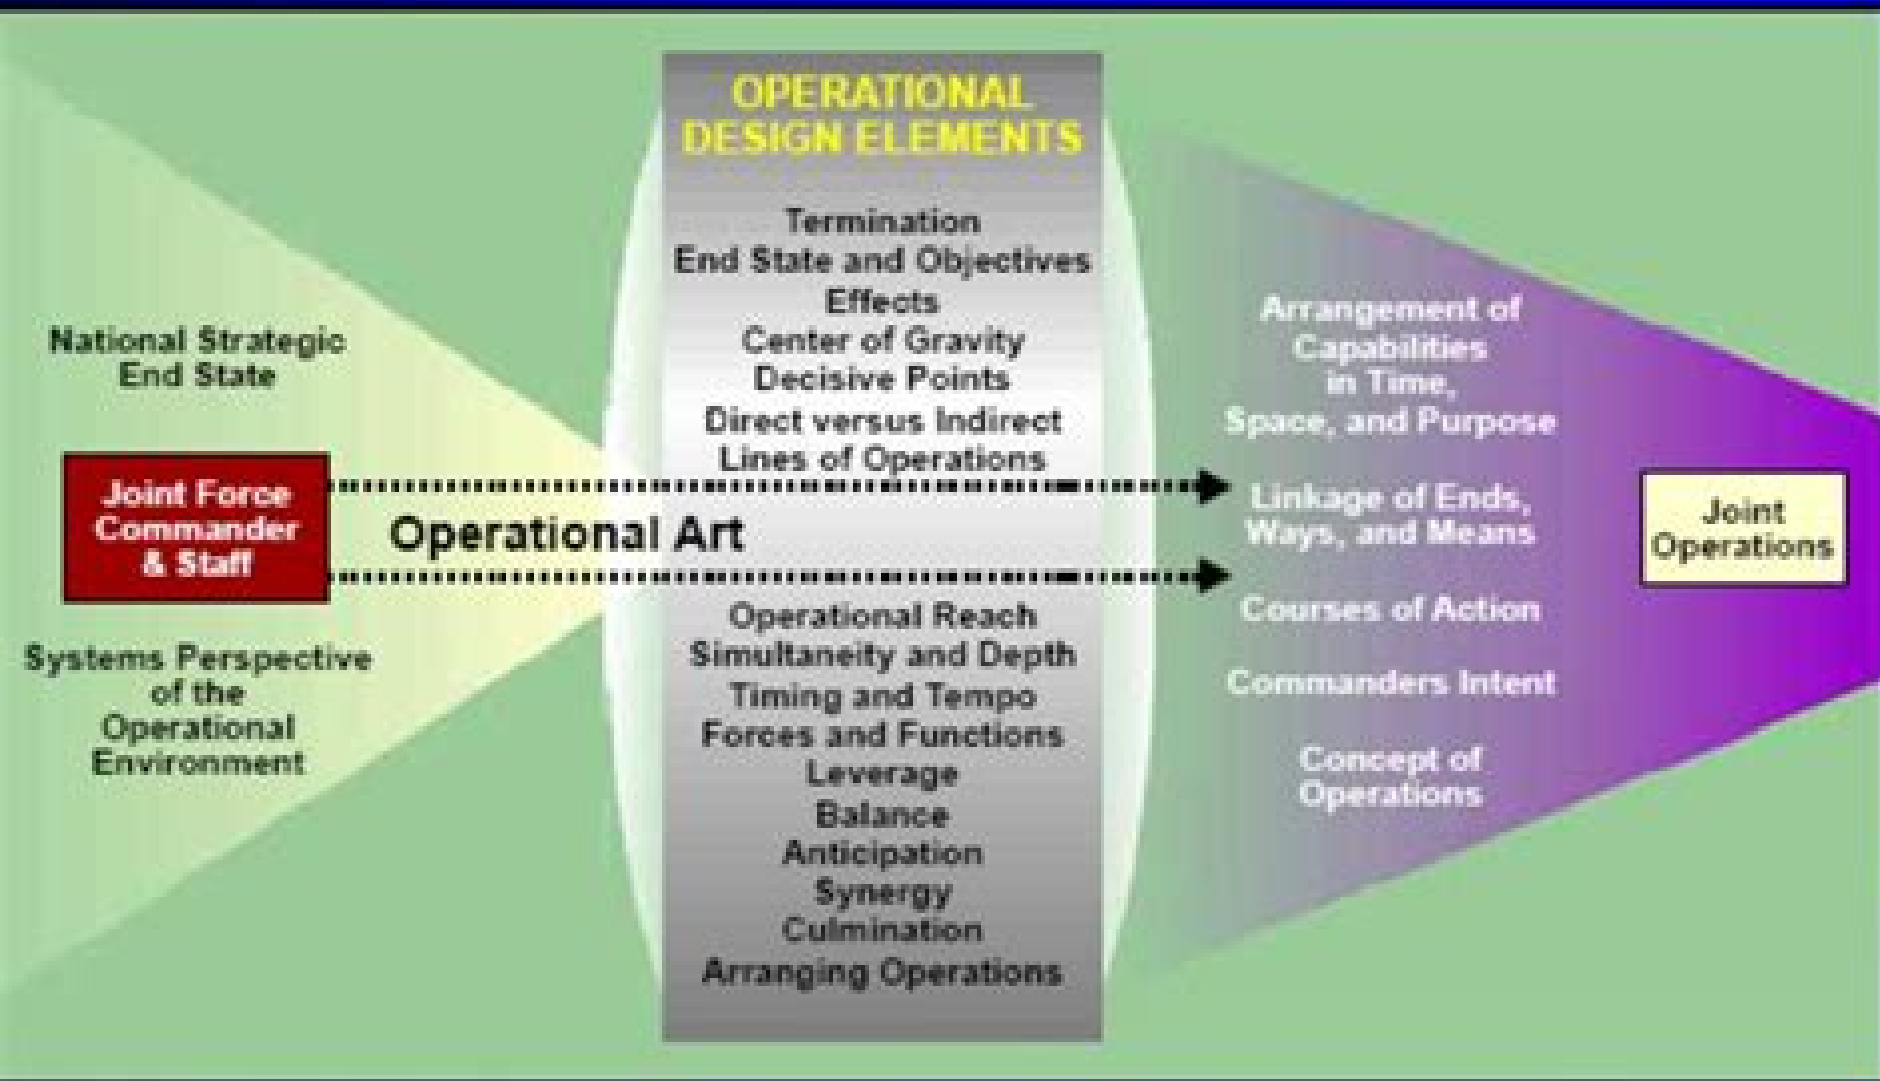 OPERATIONAL
DESIGN ELEMENTS
Termination
End State and Objectives
Effects
Center of Gravity
Decisive Points
Direct versus Indirect
Lines of Operations
Operational Art
Operational Reach
Simultaneity and Depth
Timing and Tempo
Forces and Functions
Leverage
Balance
Anticipation
Synergy
Culmination
Arranging Operations
National Strategic
End State
Joint Force
Commander
& Staff
Systems Perspective
of the
Operational
Environment
Arrangement of
Capabilities
in Time,
Space, and Purpose
Linkage of Ends,
Ways, and Means
Courses of Action
Commanders Intent
Concept of
Operations
Joint
Operations